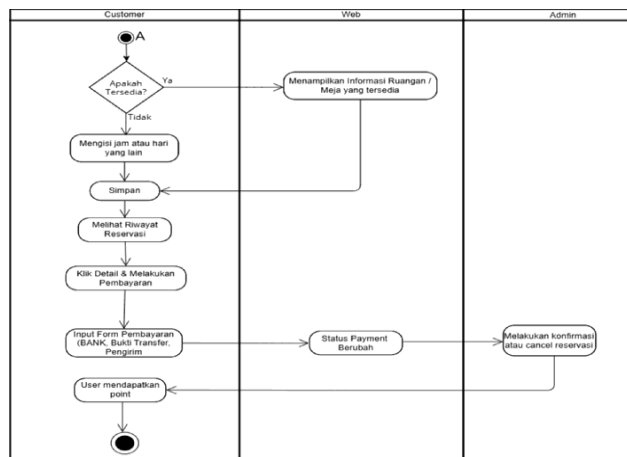 Customer
Web
Admin
A
Apakah
Tersedia?
Ya
Menampilkan Informasi Ruangan /
Meja yang tersedia
Tidak
Mengisi jam atau hari
yang lain
Simpan
Melihat Riwayat
Reservasi
Klik Detail & Melakukan
Pembayaran
Input Form Pembayaran
(BANK, Bukti Transfer,
Pengirim
Status Payment
Berubah
Melakukan konfirmasi
atau cancel reservasi
User mendapatkan
point